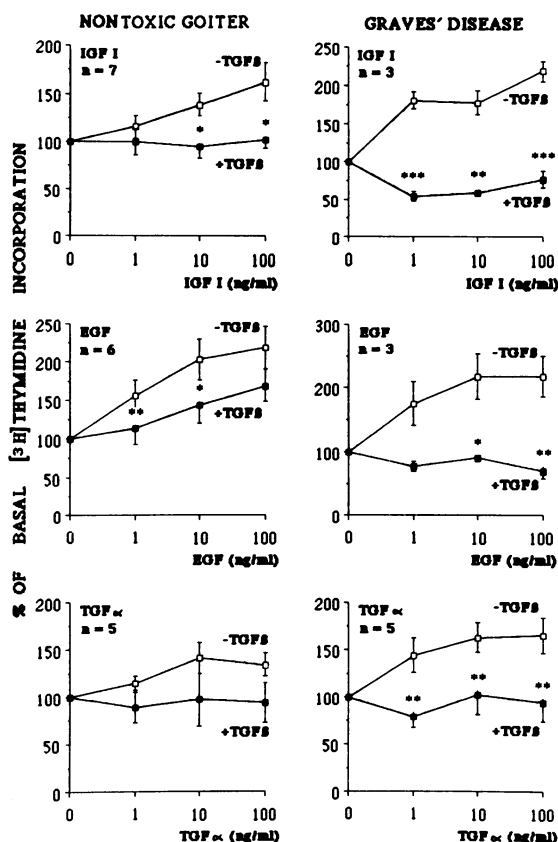 NONTOXIC GOITER
GRAVES' DISEASE
% OF BASAL [3H]THYMIDINE INCORPORATION
IGF I
n = 7
-TGFß
+TGFß
*
*
200
150
100
50
0
0 1 10 100
IGF I (ng/ml)
IGF I
n = 3
-TGFß
+TGFß
***
**
***
250
200
150
100
50
0
0 1 10 100
IGF I (ng/ml)
EGF
n = 6
-TGFß
+TGFß
**
*
250
200
150
100
50
0
0 1 10 100
EGF (ng/ml)
EGF
n = 3
-TGFß
+TGFß
*
**
300
200
100
0
0 1 10 100
EGF (ng/ml)
TGFα
n = 5
-TGFß
+TGFß
*
200
150
100
50
0
0 1 10 100
TGFα (ng/ml)
TGFα
n = 5
-TGFß
+TGFß
**
**
**
200
150
100
50
0
0 1 10 100
TGFα (ng/ml)